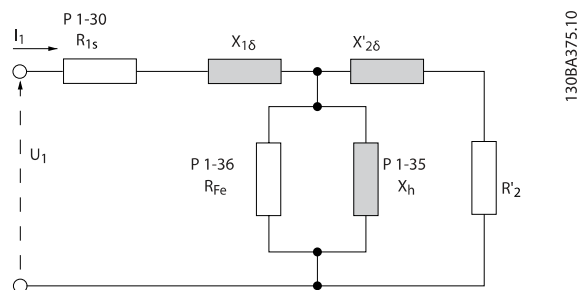 P 1-30
I1
R1s
X1δ
X'2δ
U1
P 1-36
RFe
P 1-35
Xh
R'2
130BA375.10